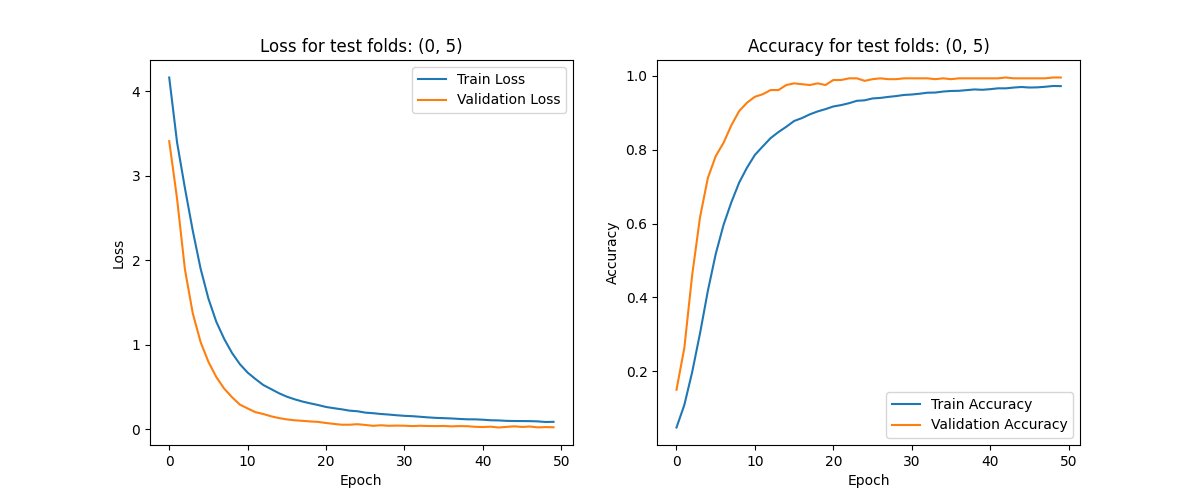 Loss for test folds: (0, 5)
Train Loss
Validation Loss
4
3
2
1
0
Loss
0 10 20 30 40 50
Epoch
Accuracy for test folds: (0, 5)
1.0
0.8
0.6
0.4
0.2
Accuracy
Train Accuracy
Validation Accuracy
0 10 20 30 40 50
Epoch